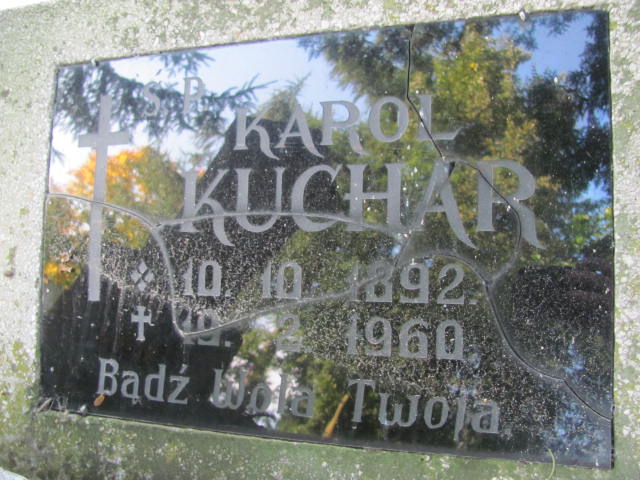 Ś.P.
KAROL
KUCHAR
10. 10. 1892.
2 1960.
Bądź Wola Twoja.